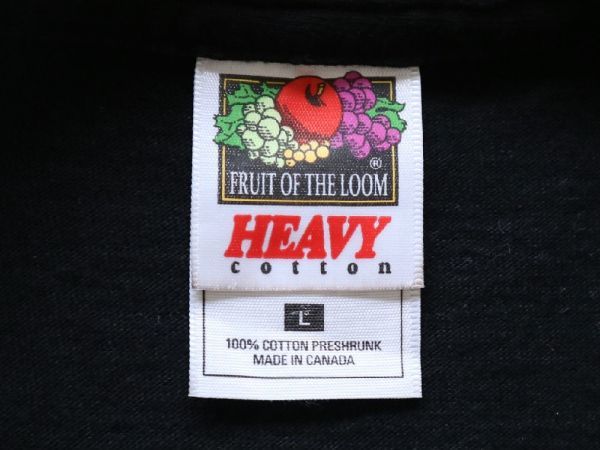 ®
FRUIT OF THE LOOM
HEAVY
cotton
L
100% COTTON PRESHRUNK
MADE IN CANADA